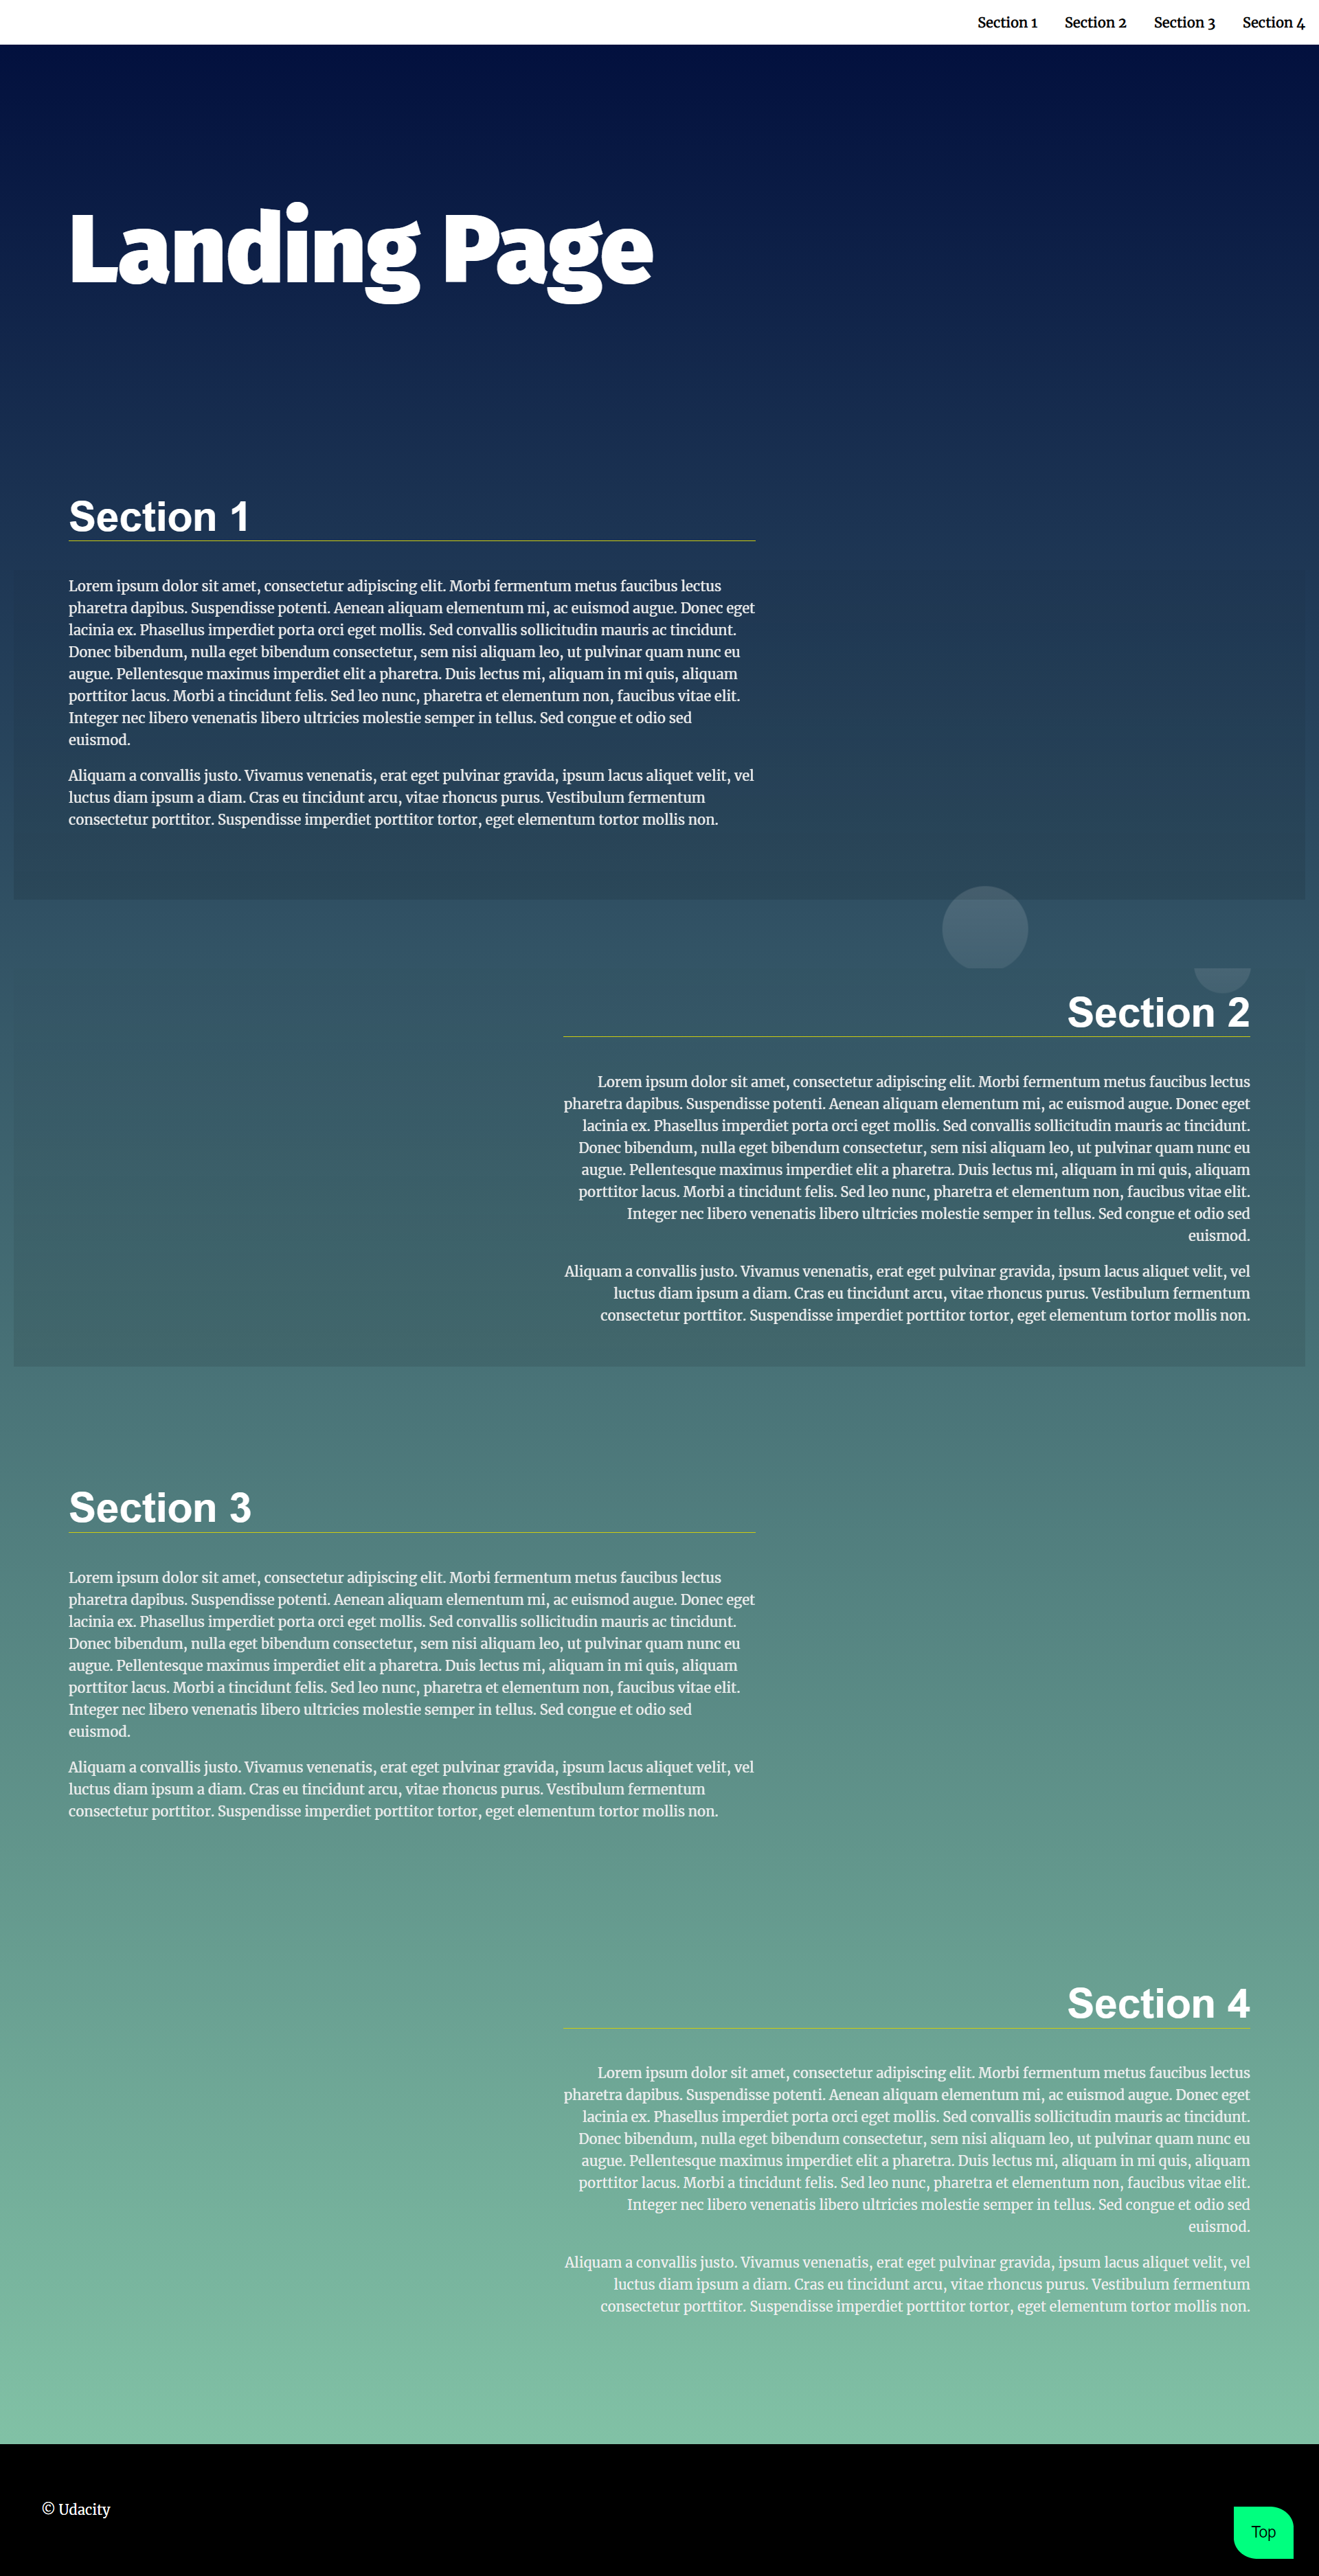 Section 1 Section 2 Section 3 Section 4
Landing Page
Section 1
Lorem ipsum dolor sit amet, consectetur adipiscing elit. Morbi fermentum metus faucibus lectus
pharetra dapibus. Suspendisse potenti. Aenean aliquam elementum mi, ac euismod augue. Donec eget
lacinia ex. Phasellus imperdiet porta orci eget mollis. Sed convallis sollicitudin mauris ac tincidunt.
Donec bibendum, nulla eget bibendum consectetur, sem nisi aliquam leo, ut pulvinar quam nunc eu
augue. Pellentesque maximus imperdiet elit a pharetra. Duis lectus mi, aliquam in mi quis, aliquam
porttitor lacus. Morbi a tincidunt felis. Sed leo nunc, pharetra et elementum non, faucibus vitae elit.
Integer nec libero venenatis libero ultricies molestie semper in tellus. Sed congue et odio sed
euismod.
Aliquam a convallis justo. Vivamus venenatis, erat eget pulvinar gravida, ipsum lacus aliquet velit, vel
luctus diam ipsum a diam. Cras eu tincidunt arcu, vitae rhoncus purus. Vestibulum fermentum
consectetur porttitor. Suspendisse imperdiet porttitor tortor, eget elementum tortor mollis non.
Section 2
Lorem ipsum dolor sit amet, consectetur adipiscing elit. Morbi fermentum metus faucibus lectus
pharetra dapibus. Suspendisse potenti. Aenean aliquam elementum mi, ac euismod augue. Donec eget
lacinia ex. Phasellus imperdiet porta orci eget mollis. Sed convallis sollicitudin mauris ac tincidunt.
Donec bibendum, nulla eget bibendum consectetur, sem nisi aliquam leo, ut pulvinar quam nunc eu
augue. Pellentesque maximus imperdiet elit a pharetra. Duis lectus mi, aliquam in mi quis, aliquam
porttitor lacus. Morbi a tincidunt felis. Sed leo nunc, pharetra et elementum non, faucibus vitae elit.
Integer nec libero venenatis libero ultricies molestie semper in tellus. Sed congue et odio sed
euismod.
Aliquam a convallis justo. Vivamus venenatis, erat eget pulvinar gravida, ipsum lacus aliquet velit, vel
luctus diam ipsum a diam. Cras eu tincidunt arcu, vitae rhoncus purus. Vestibulum fermentum
consectetur porttitor. Suspendisse imperdiet porttitor tortor, eget elementum tortor mollis non.
Section 3
Lorem ipsum dolor sit amet, consectetur adipiscing elit. Morbi fermentum metus faucibus lectus
pharetra dapibus. Suspendisse potenti. Aenean aliquam elementum mi, ac euismod augue. Donec eget
lacinia ex. Phasellus imperdiet porta orci eget mollis. Sed convallis sollicitudin mauris ac tincidunt.
Donec bibendum, nulla eget bibendum consectetur, sem nisi aliquam leo, ut pulvinar quam nunc eu
augue. Pellentesque maximus imperdiet elit a pharetra. Duis lectus mi, aliquam in mi quis, aliquam
porttitor lacus. Morbi a tincidunt felis. Sed leo nunc, pharetra et elementum non, faucibus vitae elit.
Integer nec libero venenatis libero ultricies molestie semper in tellus. Sed congue et odio sed
euismod.
Aliquam a convallis justo. Vivamus venenatis, erat eget pulvinar gravida, ipsum lacus aliquet velit, vel
luctus diam ipsum a diam. Cras eu tincidunt arcu, vitae rhoncus purus. Vestibulum fermentum
consectetur porttitor. Suspendisse imperdiet porttitor tortor, eget elementum tortor mollis non.
Section 4
Lorem ipsum dolor sit amet, consectetur adipiscing elit. Morbi fermentum metus faucibus lectus
pharetra dapibus. Suspendisse potenti. Aenean aliquam elementum mi, ac euismod augue. Donec eget
lacinia ex. Phasellus imperdiet porta orci eget mollis. Sed convallis sollicitudin mauris ac tincidunt.
Donec bibendum, nulla eget bibendum consectetur, sem nisi aliquam leo, ut pulvinar quam nunc eu
augue. Pellentesque maximus imperdiet elit a pharetra. Duis lectus mi, aliquam in mi quis, aliquam
porttitor lacus. Morbi a tincidunt felis. Sed leo nunc, pharetra et elementum non, faucibus vitae elit.
Integer nec libero venenatis libero ultricies molestie semper in tellus. Sed congue et odio sed
euismod.
Aliquam a convallis justo. Vivamus venenatis, erat eget pulvinar gravida, ipsum lacus aliquet velit, vel
luctus diam ipsum a diam. Cras eu tincidunt arcu, vitae rhoncus purus. Vestibulum fermentum
consectetur porttitor. Suspendisse imperdiet porttitor tortor, eget elementum tortor mollis non.
© Udacity
Top